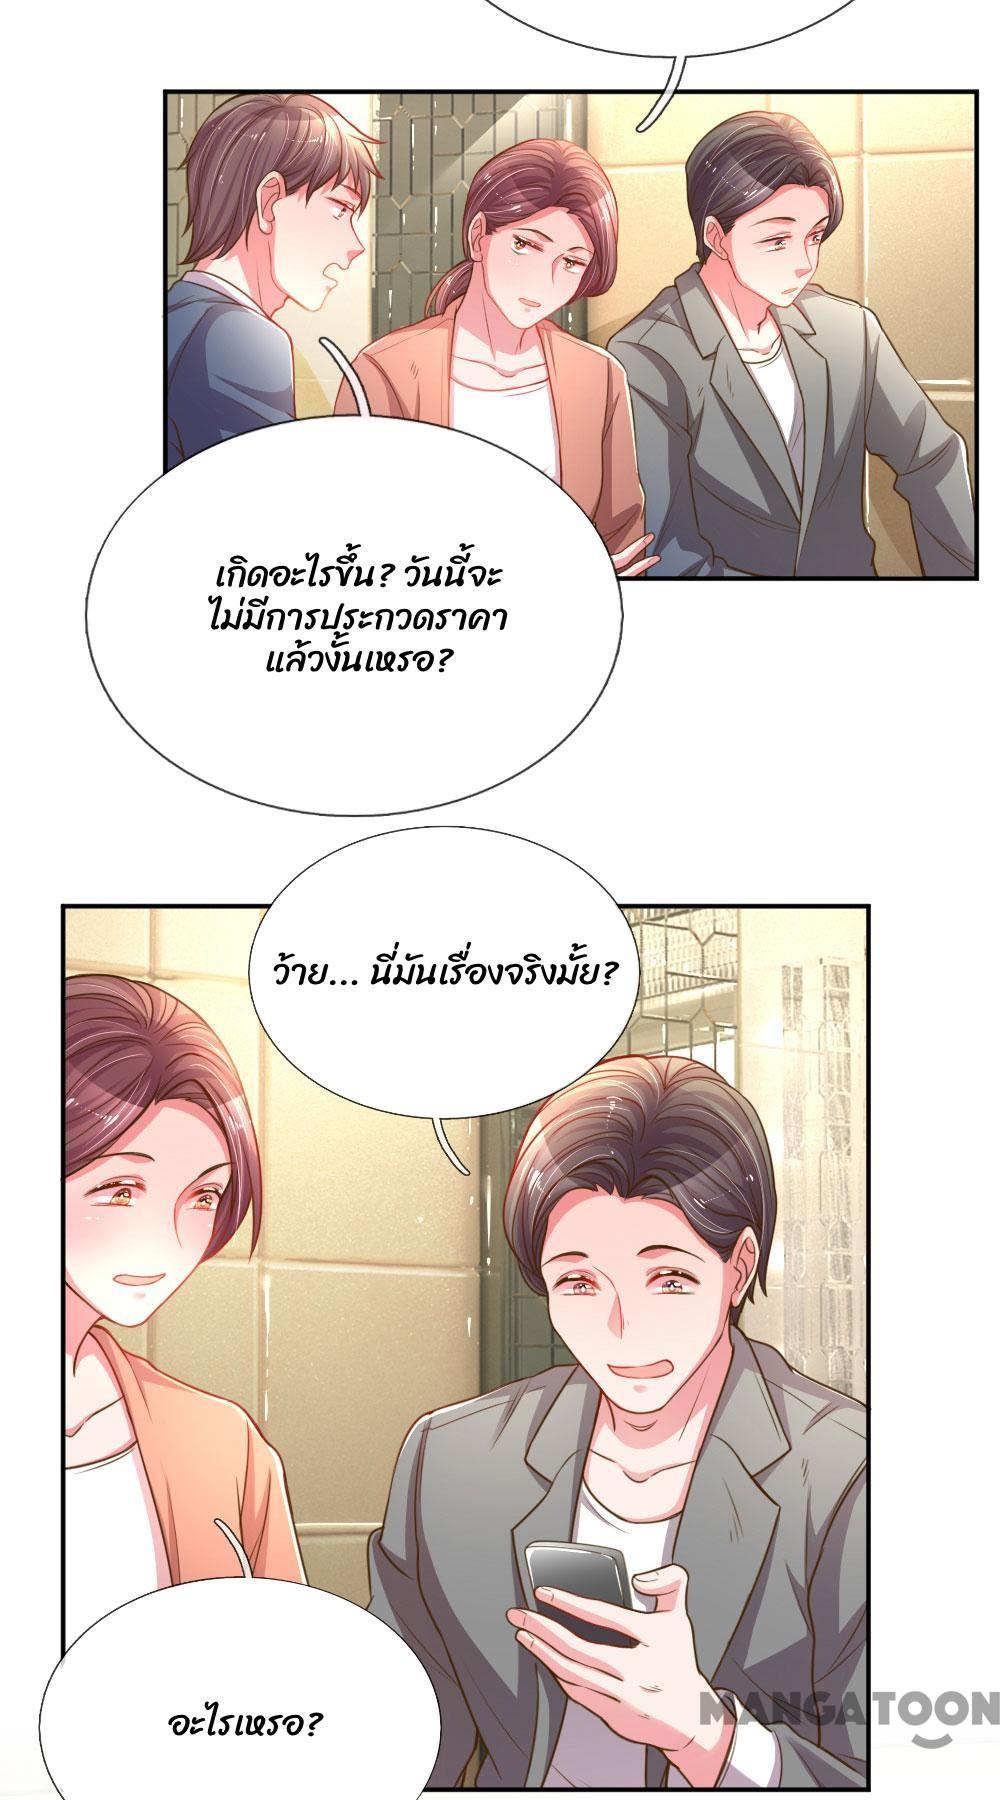 เกิดอะไรขึ้น? วันนี้จะ
ไม่มีการประกวดราคา
แล้วงั้นเหรอ?
ว้าย... นี่มันเรื่องจริงมั้ย?
อะไรเหรอ?
MANGATOON